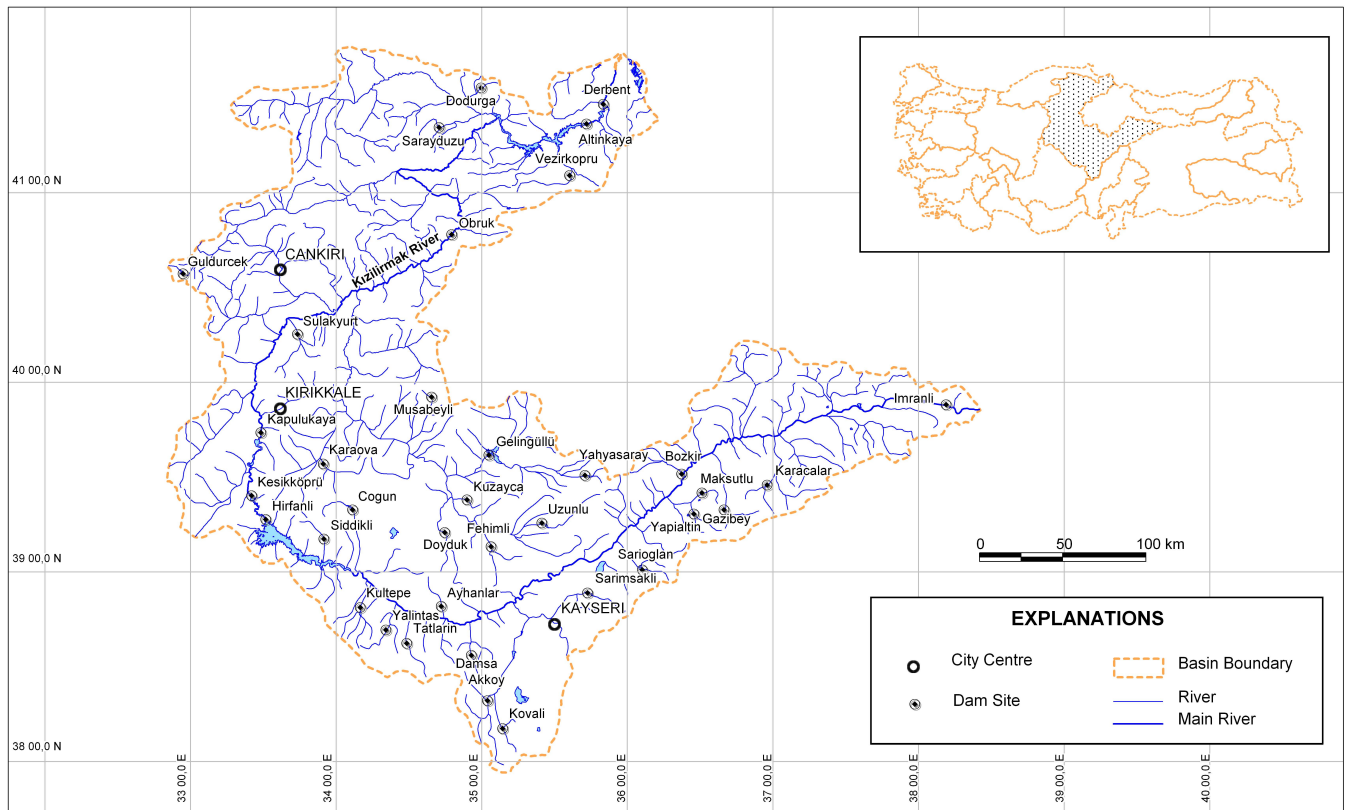 Derbent
Dodurga
Sarayduzu
Altinkaya
Vezirkopru
41 00,0 N
Obruk
Kızilirmak River
CANKIRI
Guldurcek
Sulakyurt
40 00,0 N
KIRIKKALE
Musabeyli
Imranli
Kapulukaya
Gelingüllü
Karaova
Yahyasaray
Bozkir
Kesikköprü
Cogun
Kuzayca
Maksutlu
Karacalar
Hirfanli
Siddikli
Uzunlu
Fehimli
Yapialtin
Gazibey
Doyduk
Sarioglan
39 00,0 N
Sarimsakli
Kultepe
Ayhanlar
KAYSERI
Yalintas
Tatlarin
Damsa
Akkoy
Kovali
38 00,0 N
33 00,0 E
34 00,0 E
35 00,0 E
36 00,0 E
37 00,0 E
38 00,0 E
39 00,0 E
40 00,0 E
0 50 100 km
EXPLANATIONS
City Centre
Basin Boundary
Dam Site
River
Main River